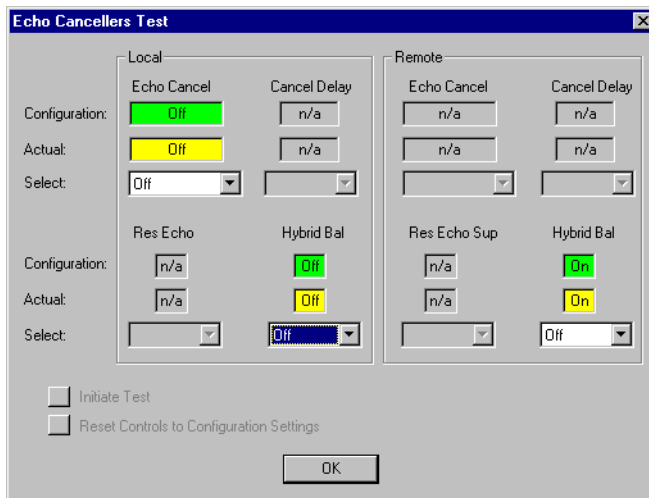 Echo Cancellers Test
Local
Remote
Echo Cancel Cancel Delay Echo Cancel Cancel Delay
Configuration: Off n/a n/a n/a
Actual: Off n/a n/a n/a
Select: Off
Res Echo Hybrid Bal Res Echo Sup Hybrid Bal
Configuration: n/a Off n/a On
Actual: n/a Off n/a On
Select: Off Off
Initiate Test
Reset Controls to Configuration Settings
OK